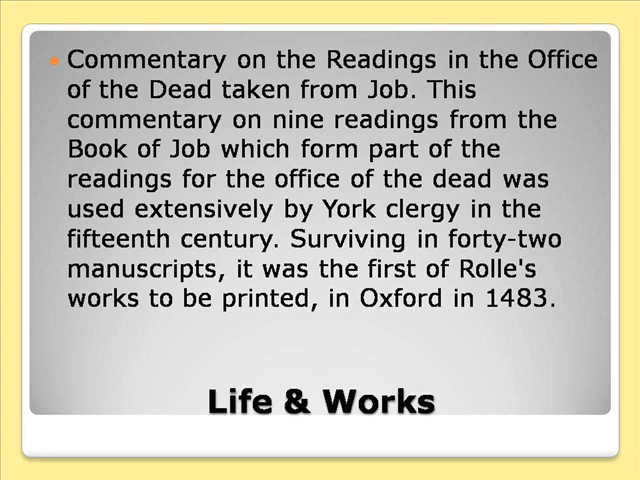 Commentary on the Readings in the Office
of the Dead taken from Job. This
commentary on nine readings from the
Book of Job which form part of the
readings for the office of the dead was
used extensively by York clergy in the
fifteenth century. Surviving in forty-two
manuscripts, it was the first of Rolle's
works to be printed, in Oxford in 1483.
Life & Works